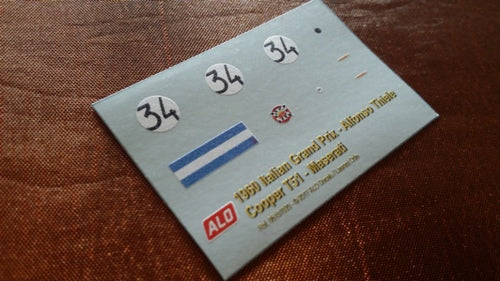 34
34
34
1960 Italian Grand Prix - Alfonso Thiele
Cooper T51 - Maserati
ALO